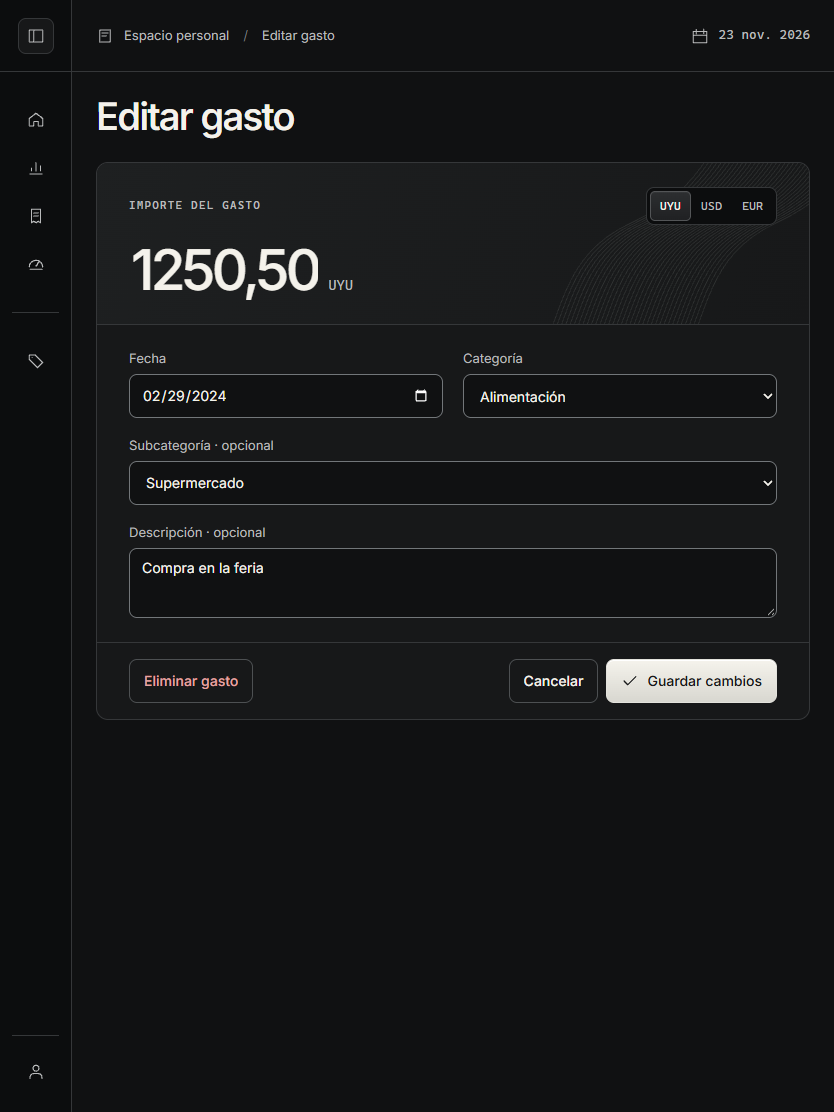 Espacio personal / Editar gasto
23 nov. 2026
Editar gasto
IMPORTE DEL GASTO
UYU USD EUR
1250,50 UYU
Fecha
Categoría
02/29/2024
Alimentación
Subcategoría · opcional
Supermercado
Descripción · opcional
Compra en la feria
Eliminar gasto
Cancelar
Guardar cambios